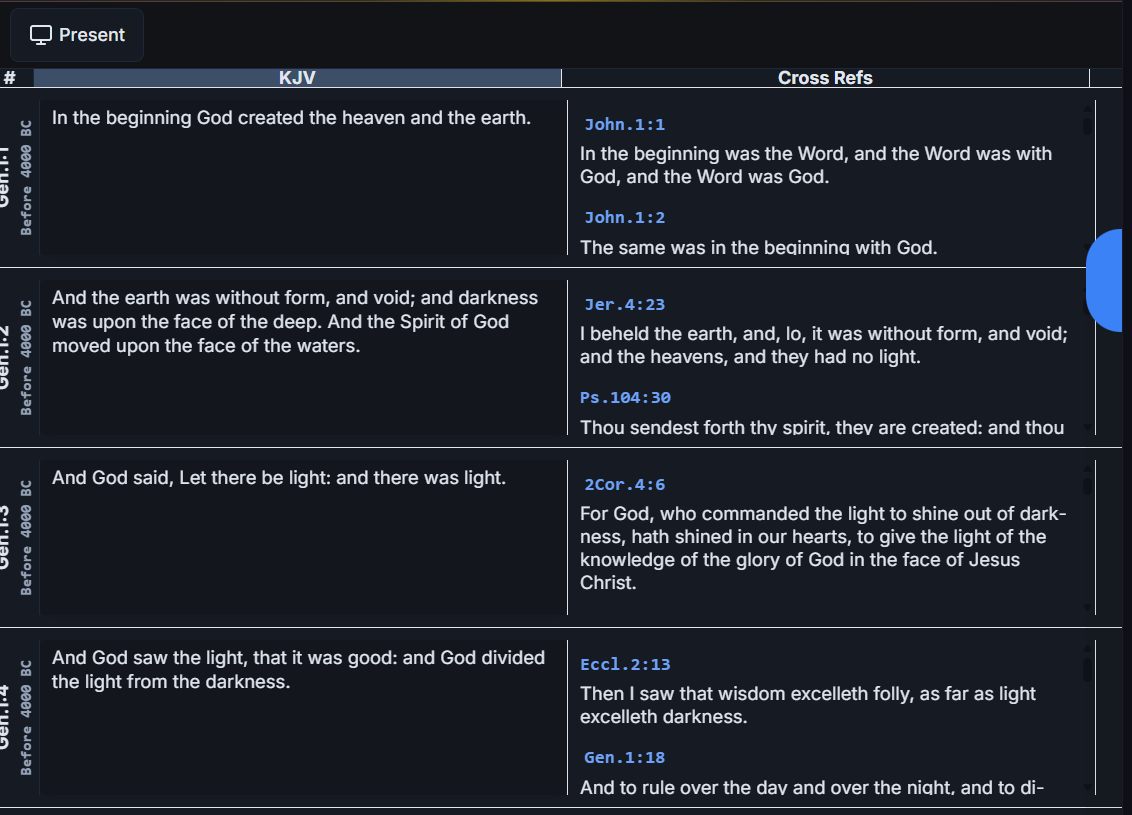 Present
#
KJV
Cross Refs
Gen.1:1
Before 4000 BC
In the beginning God created the heaven and the earth.
John.1:1
In the beginning was the Word, and the Word was with
God, and the Word was God.
John.1:2
The same was in the beginning with God.
Gen.1:2
Before 4000 BC
And the earth was without form, and void; and darkness
was upon the face of the deep. And the Spirit of God
moved upon the face of the waters.
Jer.4:23
I beheld the earth, and, lo, it was without form, and void;
and the heavens, and they had no light.
Ps.104:30
Thou sendest forth thy spirit, they are created: and thou
Gen.1:3
Before 4000 BC
And God said, Let there be light: and there was light.
2Cor.4:6
For God, who commanded the light to shine out of dark-
ness, hath shined in our hearts, to give the light of the
knowledge of the glory of God in the face of Jesus
Christ.
Gen.1:4
Before 4000 BC
And God saw the light, that it was good: and God divided
the light from the darkness.
Eccl.2:13
Then I saw that wisdom excelleth folly, as far as light
excelleth darkness.
Gen.1:18
And to rule over the day and over the night, and to di-